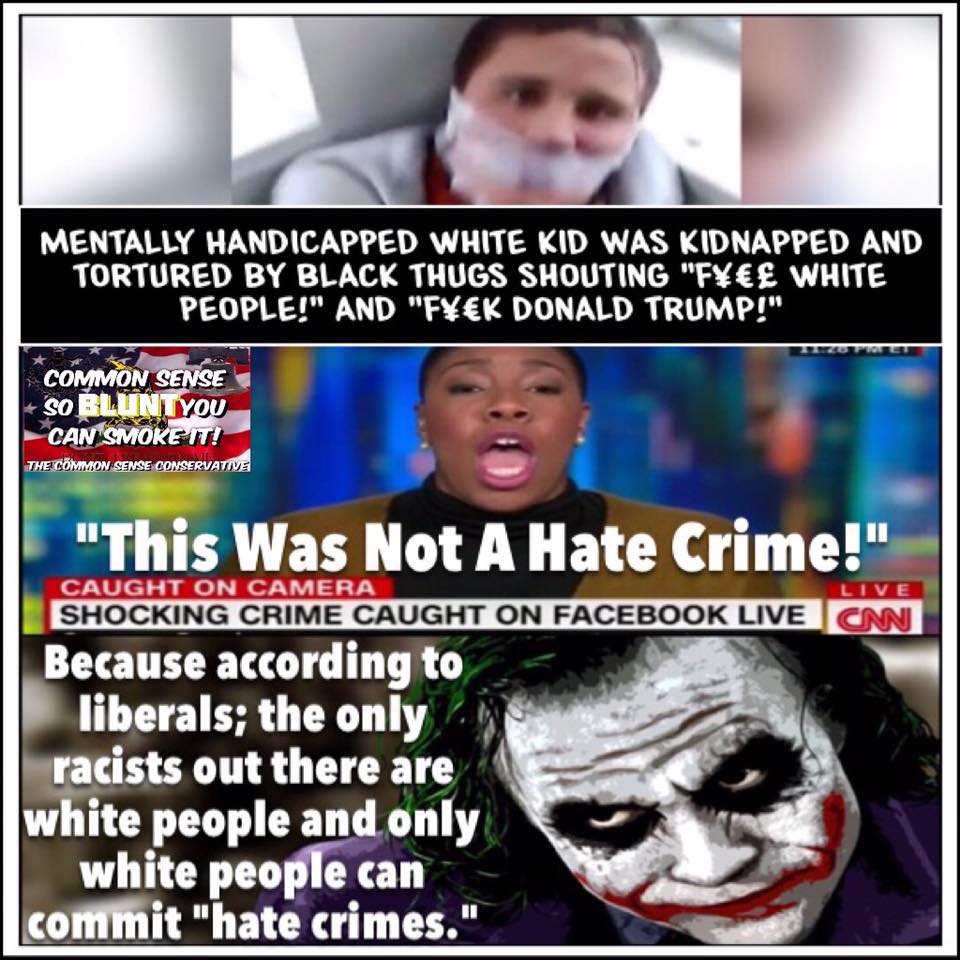 MENTALLY HANDICAPPED WHITE KID WAS KIDNAPPED AND
TORTURED BY BLACK THUGS SHOUTING "F¥€£ WHITE
PEOPLE!" AND "F¥€K DONALD TRUMP!"
11:26 PM ET
COMMON SENSE
SO BLUNT YOU
CAN SMOKE IT!
THE COMMON SENSE CONSERVATIVE
"This Was Not A Hate Crime!"
CAUGHT ON CAMERA
LIVE
SHOCKING CRIME CAUGHT ON FACEBOOK LIVE
CNN
Because according to
liberals; the only
racists out there are
white people and only
white people can
commit "hate crimes."